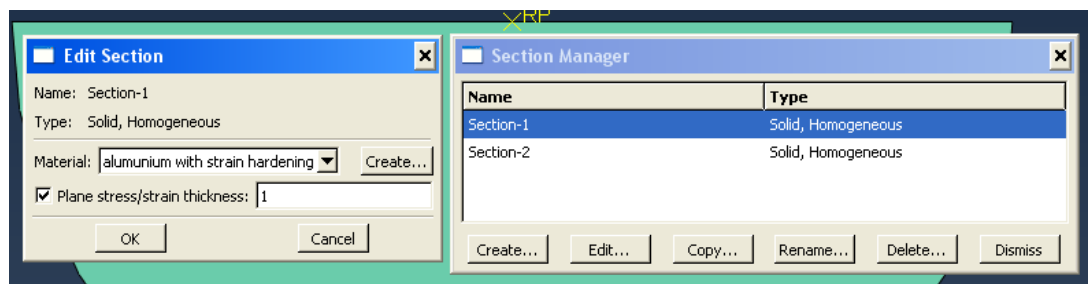 RP
Edit Section
Name: Section-1
Type: Solid, Homogeneous
Material: alumunium with strain hardening Create...
Plane stress/strain thickness: 1
OK Cancel
Section Manager
Name Type
Section-1 Solid, Homogeneous
Section-2 Solid, Homogeneous
Create... Edit... Copy... Rename... Delete... Dismiss